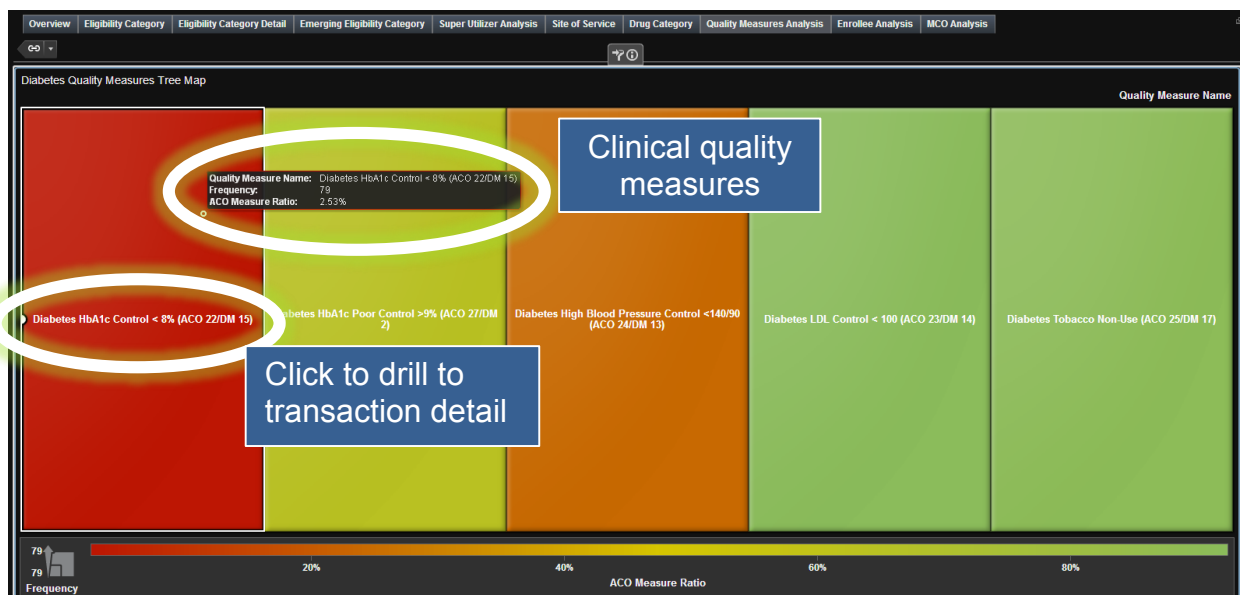 Overview Eligibility Category Eligibility Category Detail Emerging Eligibility Category Super Utilizer Analysis Site of Service Drug Category Quality Measures Analysis Enrollee Analysis MCO Analysis
Diabetes Quality Measures Tree Map
Quality Measure Name
Clinical quality
measures
Quality Measure Name: Diabetes HbA1c Control < 8% (ACO 22/DM 15)
Frequency: 79
ACO Measure Ratio: 2.53%
Diabetes HbA1c Control < 8% (ACO 22/DM 15)
HbA1c Poor Control >9% (ACO 27/DM
2)
Diabetes High Blood Pressure Control <140/90
(ACO 24/DM 13)
Diabetes LDL Control < 100 (ACO 23/DM 14)
Diabetes Tobacco Non-Use (ACO 25/DM 17)
Click to drill to
transaction detail
79
79
Frequency
20% 40% 60% 80%
ACO Measure Ratio